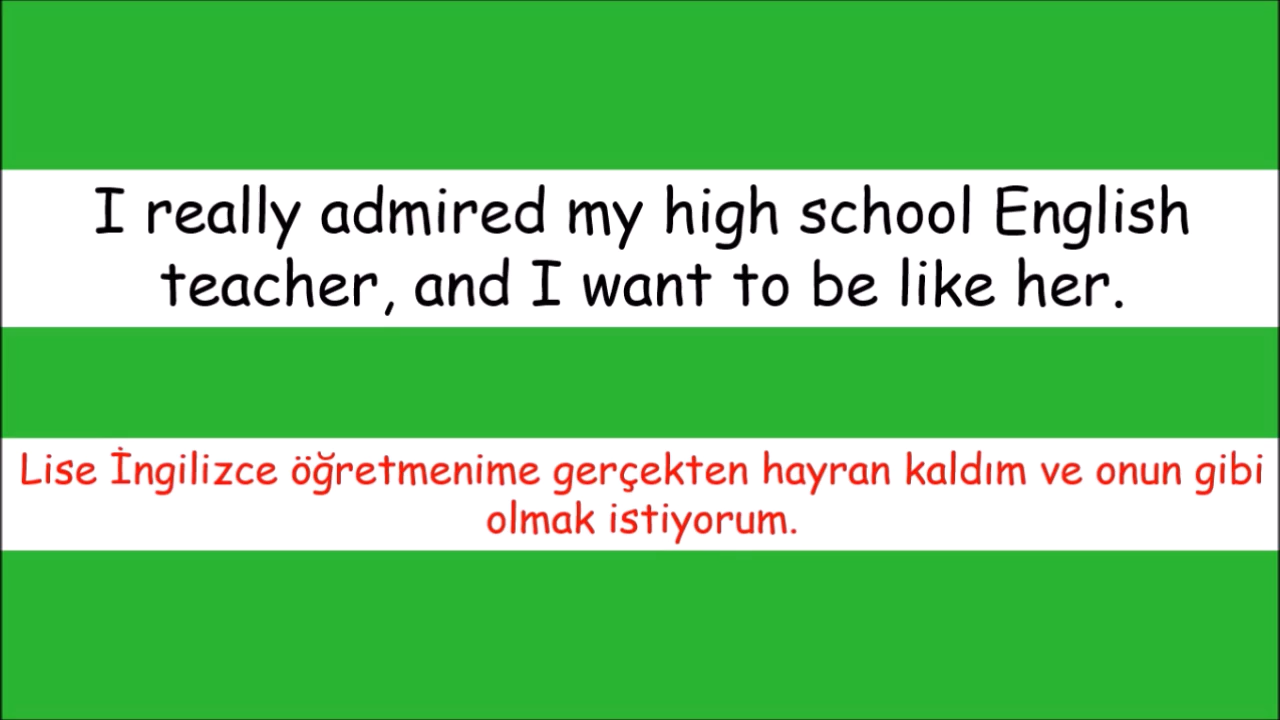 I really admired my high school English
teacher, and I want to be like her.
Lise İngilizce öğretmenime gerçekten hayran kaldım ve onun gibi
olmak istiyorum.